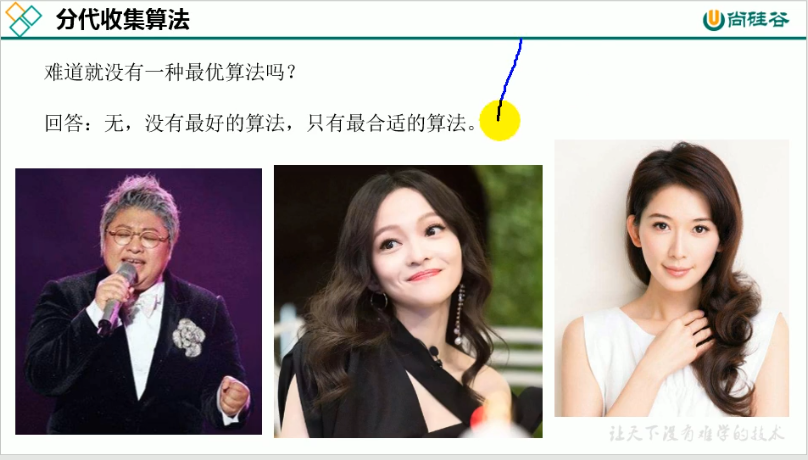 分代收集算法
尚硅谷
难道就没有一种最优算法吗？
回答：无，没有最好的算法，只有最合适的算法。
让天下没有难学的技术